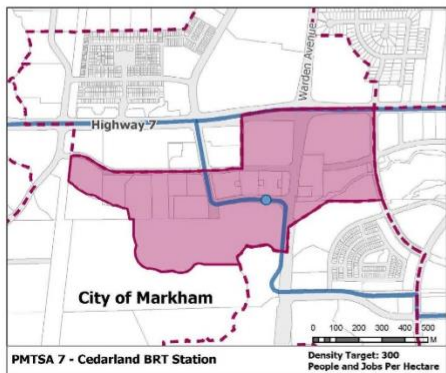 Warden Avenue
Highway 7
City of Markham
0 100 200 300 400 500
M
PMTSA 7 - Cedarland BRT Station
Density Target: 300
People and Jobs Per Hectare